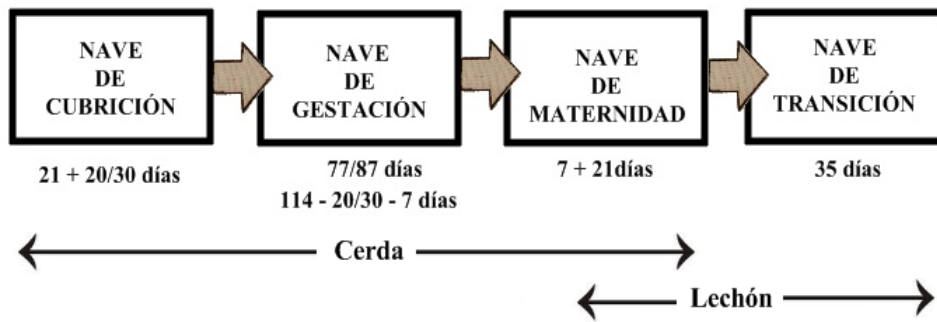 NAVE
DE
CUBRICIÓN
NAVE
DE
GESTACIÓN
NAVE
DE
MATERNIDAD
NAVE
DE
TRANSICIÓN
21 + 20/30 días
77/87 días
114 - 20/30 - 7 días
7 + 21días
35 días
Cerda
Lechón